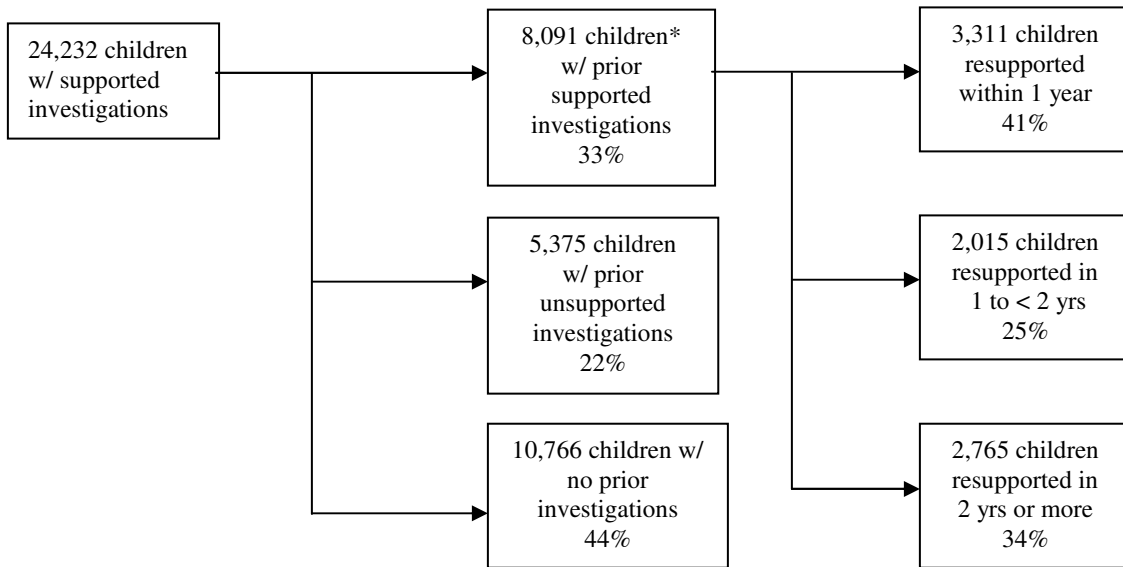 24,232 children
w/ supported
investigations
8,091 children*
w/ prior
supported
investigations
33%
5,375 children
w/ prior
unsupported
investigations
22%
10,766 children w/
no prior
investigations
44%
3,311 children
resupported
within 1 year
41%
2,015 children
resupported in
1 to < 2 yrs
25%
2,765 children
resupported in
2 yrs or more
34%